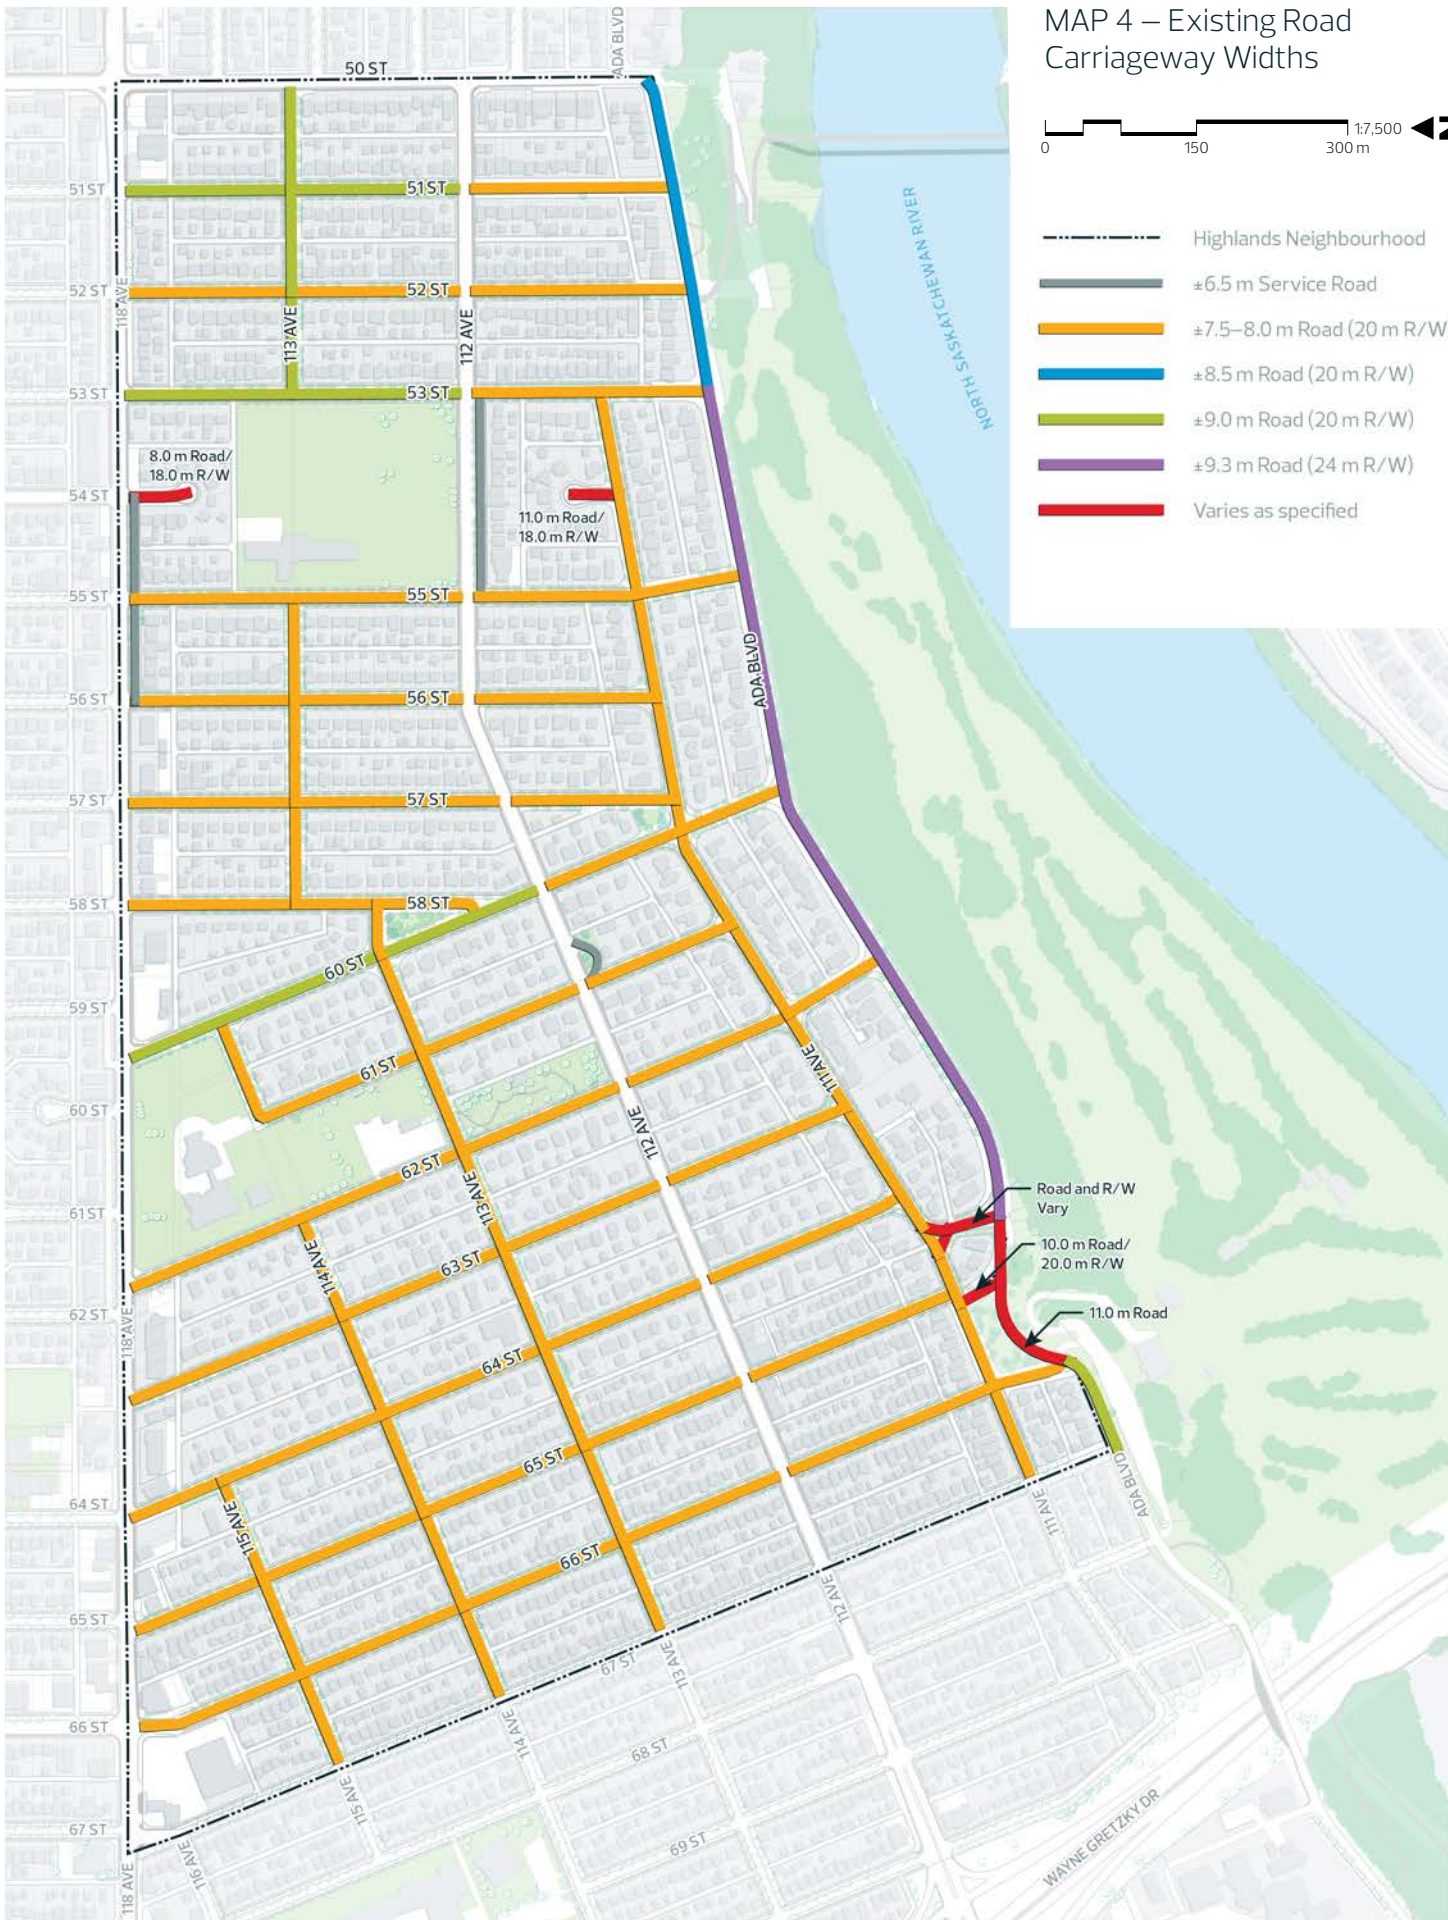 MAP 4 – Existing Road
Carriageway Widths
1:7,500
0 150 300 m
Highlands Neighbourhood
±6.5 m Service Road
±7.5–8.0 m Road (20 m R/W
±8.5 m Road (20 m R/W)
±9.0 m Road (20 m R/W)
±9.3 m Road (24 m R/W)
Varies as specified
ADA BLVD
50 ST
51 ST
51 ST
NORTH SASKATCHEWAN RIVER
52 ST
52 ST
118 AVE
113 AVE
112 AVE
53 ST
53 ST
8.0 m Road/
18.0 m R/W
54 ST
11.0 m Road/
18.0 m R/W
55 ST
55 ST
ADA BLVD
56 ST
56 ST
57 ST
57 ST
58 ST
58 ST
60 ST
59 ST
61 ST
111 AVE
60 ST
112 AVE
62 ST
113 AVE
61 ST
Road and R/W
Vary
10.0 m Road/
20.0 m R/W
114 AVE
63 ST
62 ST
118 AVE
11.0 m Road
64 ST
65 ST
64 ST
115 AVE
111 AVE
ADA BLVD
66 ST
65 ST
112 AVE
67 ST
113 AVE
66 ST
114 AVE
68 ST
115 AVE
67 ST
69 ST
116 AVE
118 AVE
WAYNE GRETZKY DR